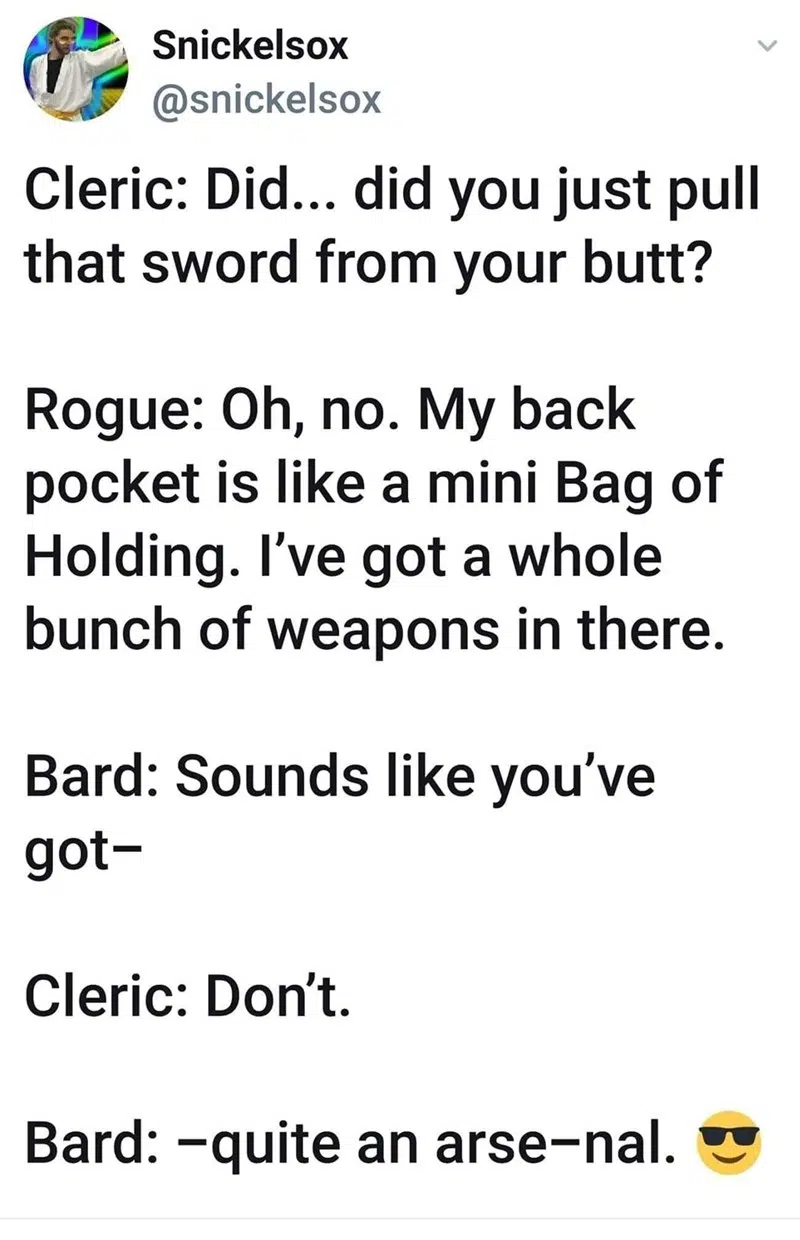 Snickelsox
@snickelsox
Cleric: Did... did you just pull
that sword from your butt?
Rogue: Oh, no. My back
pocket is like a mini Bag of
Holding. I’ve got a whole
bunch of weapons in there.
Bard: Sounds like you’ve
got–
Cleric: Don’t.
Bard: –quite an arse–nal. 😎